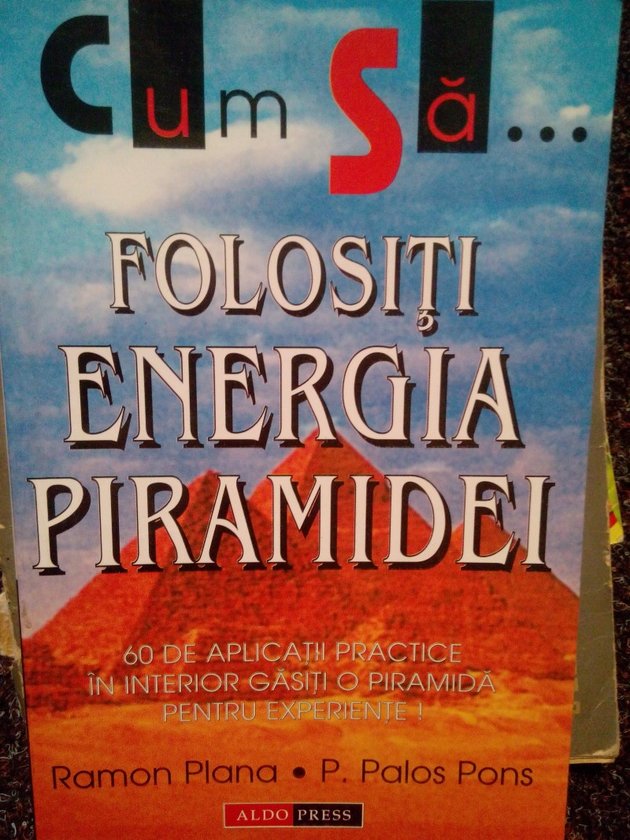 Cum Să...
FOLOSIȚI
ENERGIA
PIRAMIDEI
60 DE APLICAȚII PRACTICE
ÎN INTERIOR GĂSIȚI O PIRAMIDĂ
PENTRU EXPERIENȚE !
Ramon Plana • P. Palos Pons
ALDO PRESS